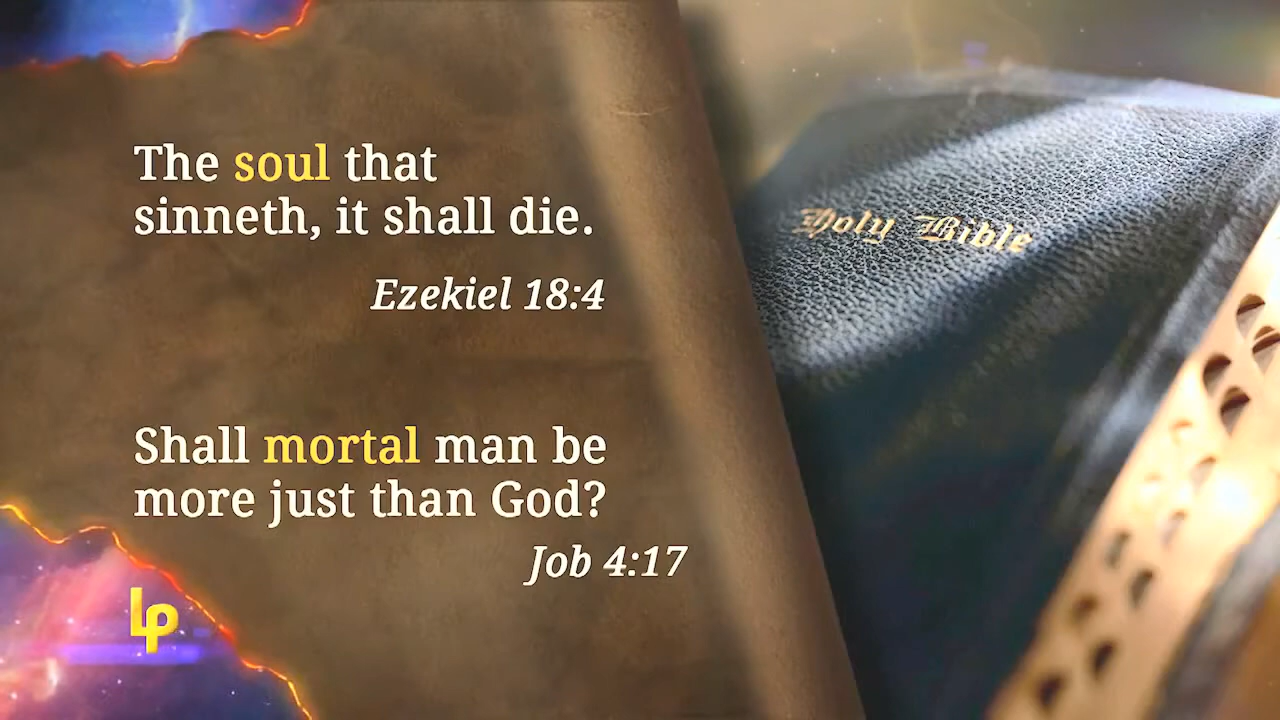 The soul that
sinneth, it shall die.
Ezekiel 18:4
Shall mortal man be
more just than God?
Job 4:17
Holy Bible
LP